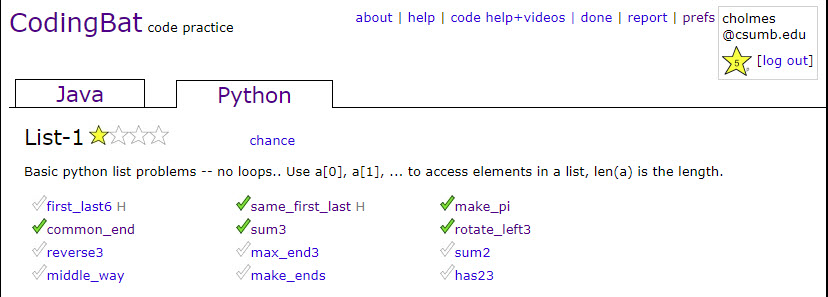 CodingBat code practice
about | help | code help+videos | done | report | prefs
cholmes
@csumb.edu
5 [log out]
Java
Python
List-1
chance
Basic python list problems -- no loops.. Use a[0], a[1], ... to access elements in a list, len(a) is the length.
first_last6 H same_first_last H make_pi
common_end sum3 rotate_left3
reverse3 max_end3 sum2
middle_way make_ends has23